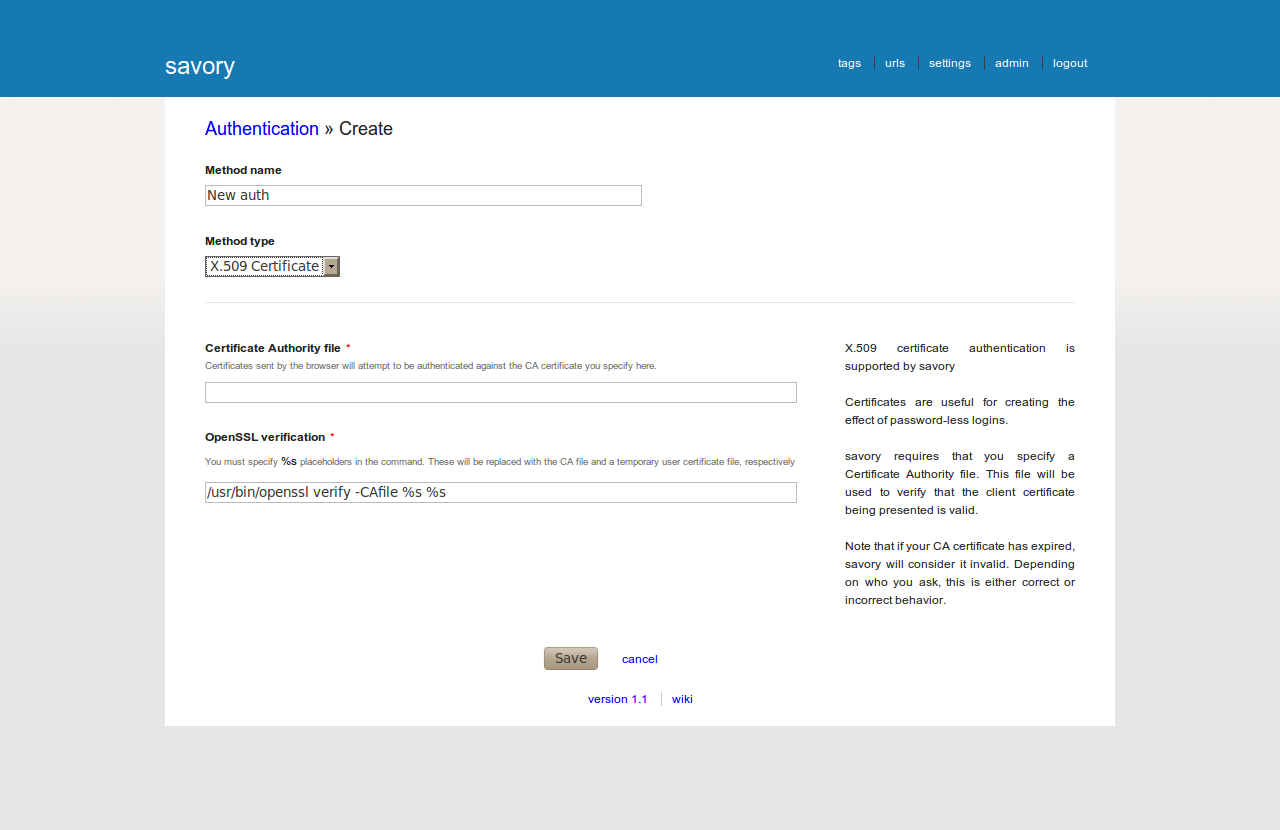 savory
tags urls settings admin logout
Authentication » Create
Method name
New auth
Method type
X.509 Certificate
Certificate Authority file *
Certificates sent by the browser will attempt to be authenticated against the CA certificate you specify here.
OpenSSL verification *
You must specify %s placeholders in the command. These will be replaced with the CA file and a temporary user certificate file, respectively
/usr/bin/openssl verify -CAfile %s %s
X.509 certificate authentication is
supported by savory
Certificates are useful for creating the
effect of password-less logins.
savory requires that you specify a
Certificate Authority file. This file will be
used to verify that the client certificate
being presented is valid.
Note that if your CA certificate has expired,
savory will consider it invalid. Depending
on who you ask, this is either correct or
incorrect behavior.
Save cancel
version 1.1 wiki